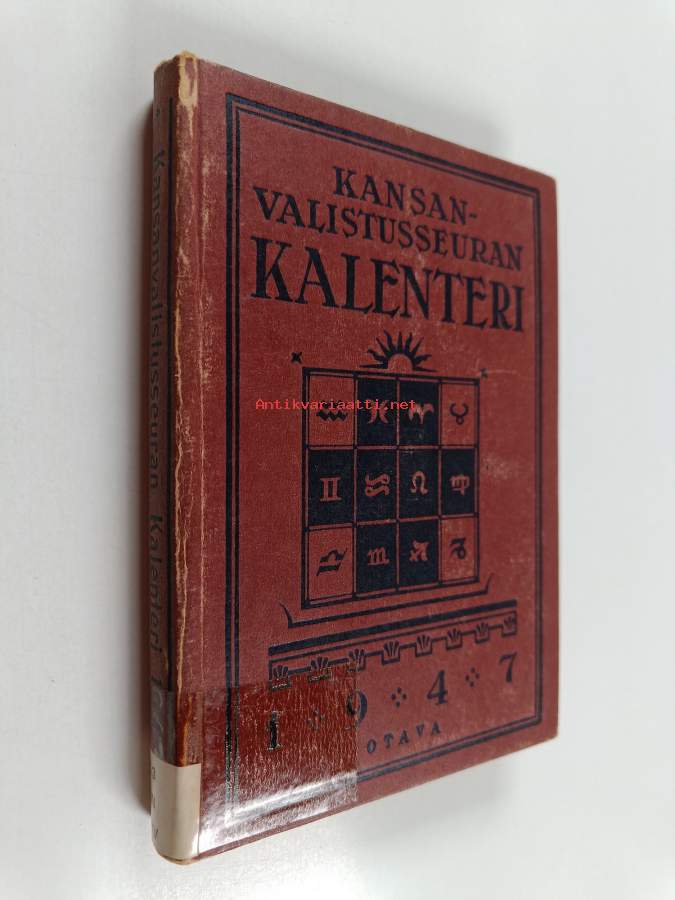 KANSAN-
VALISTUSSEURAN
KALENTERI
Antikvariaatti.net
1 9 4 7
OTAVA
Kansanvalistusseuran Kalenteri